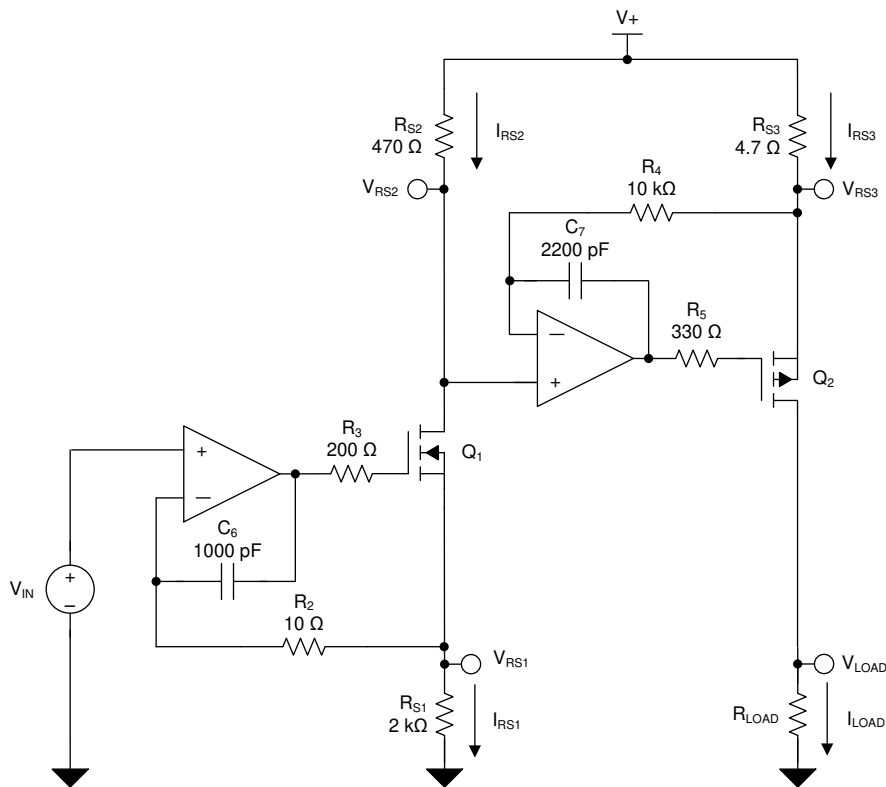 V+
RS2
470 Ω
IRS2
RS3
4.7 Ω
IRS3
VRS2
R4
10 kΩ
VRS3
C7
2200 pF
R5
330 Ω
−
+
Q2
R3
200 Ω
Q1
+
−
C6
1000 pF
VIN
+
−
R2
10 Ω
VRS1
VLOAD
RS1
2 kΩ
IRS1
RLOAD
ILOAD